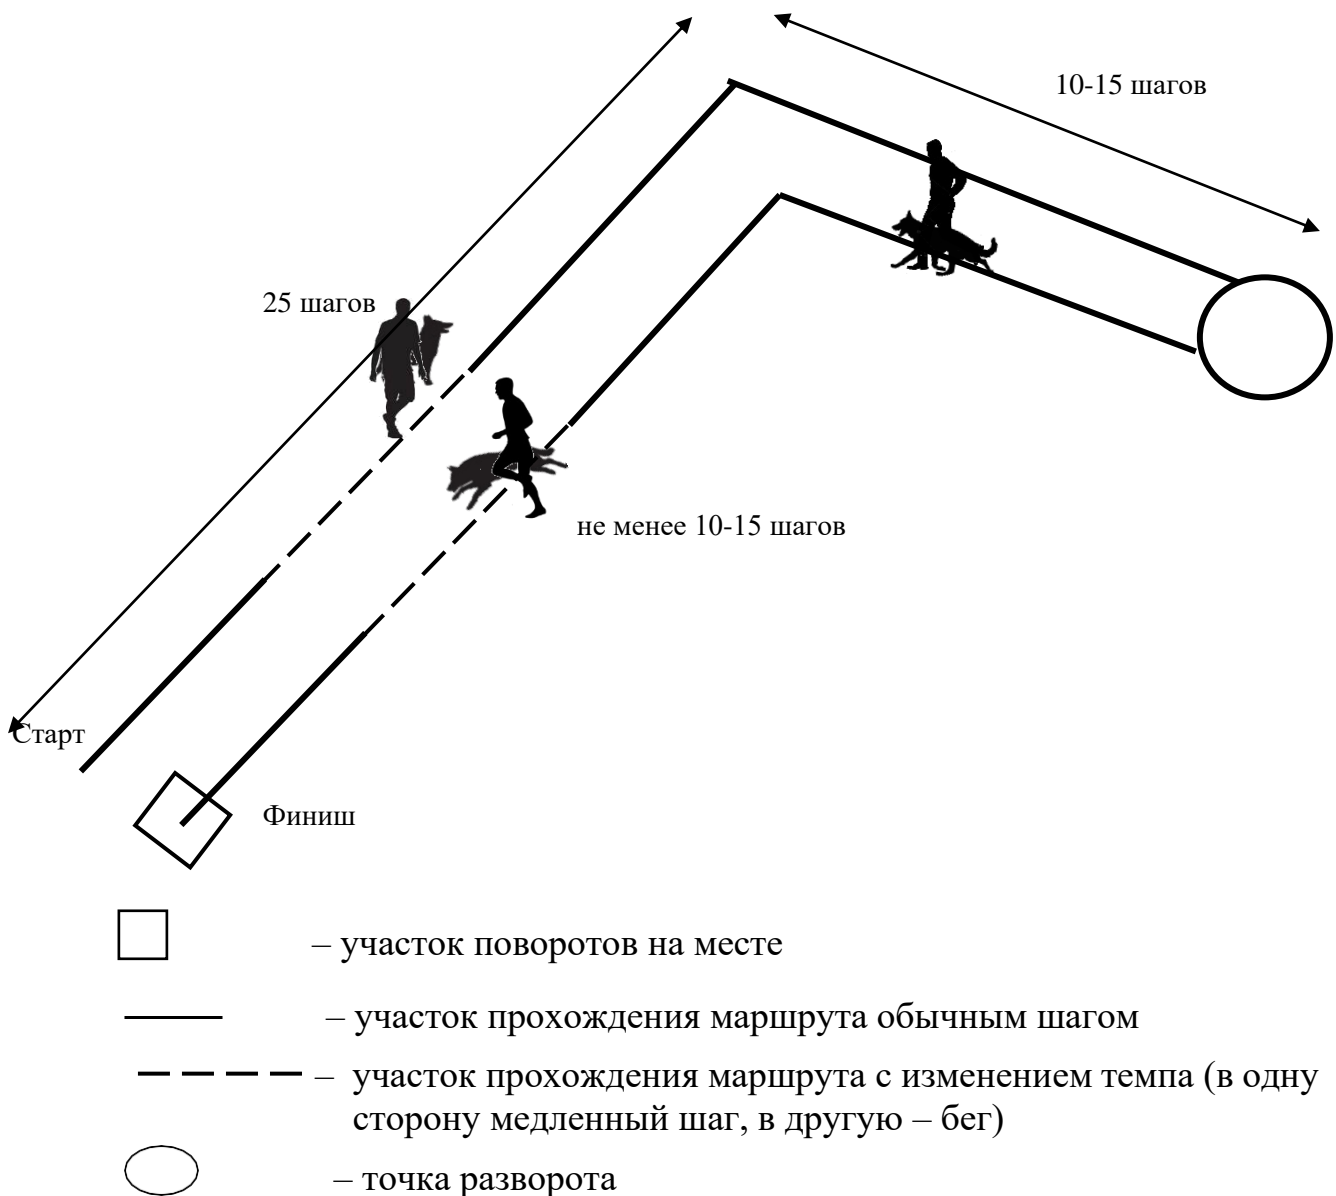 10-15 шагов
25 шагов
не менее 10-15 шагов
Старт
Финиш
– участок поворотов на месте
– участок прохождения маршрута обычным шагом
– участок прохождения маршрута с изменением темпа (в одну
сторону медленный шаг, в другую – бег)
– точка разворота